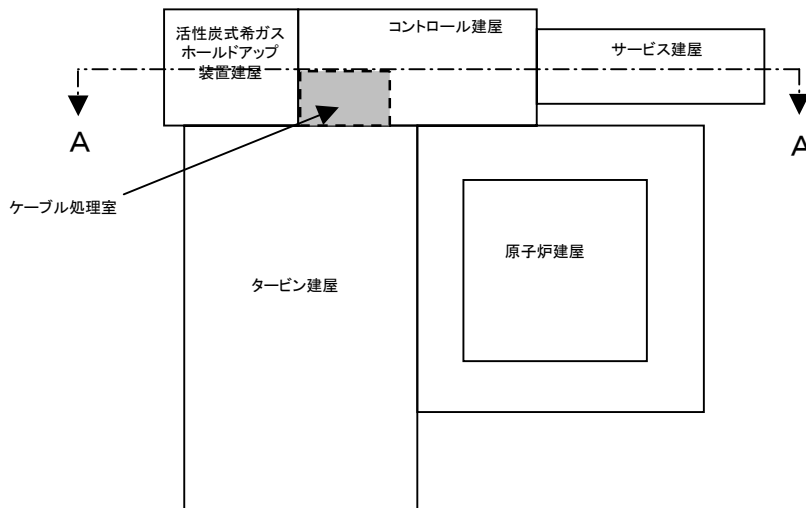 活性炭式希ガス
ホールドアップ
装置建屋
コントロール建屋
サービス建屋
A
A
ケーブル処理室
原子炉建屋
タービン建屋